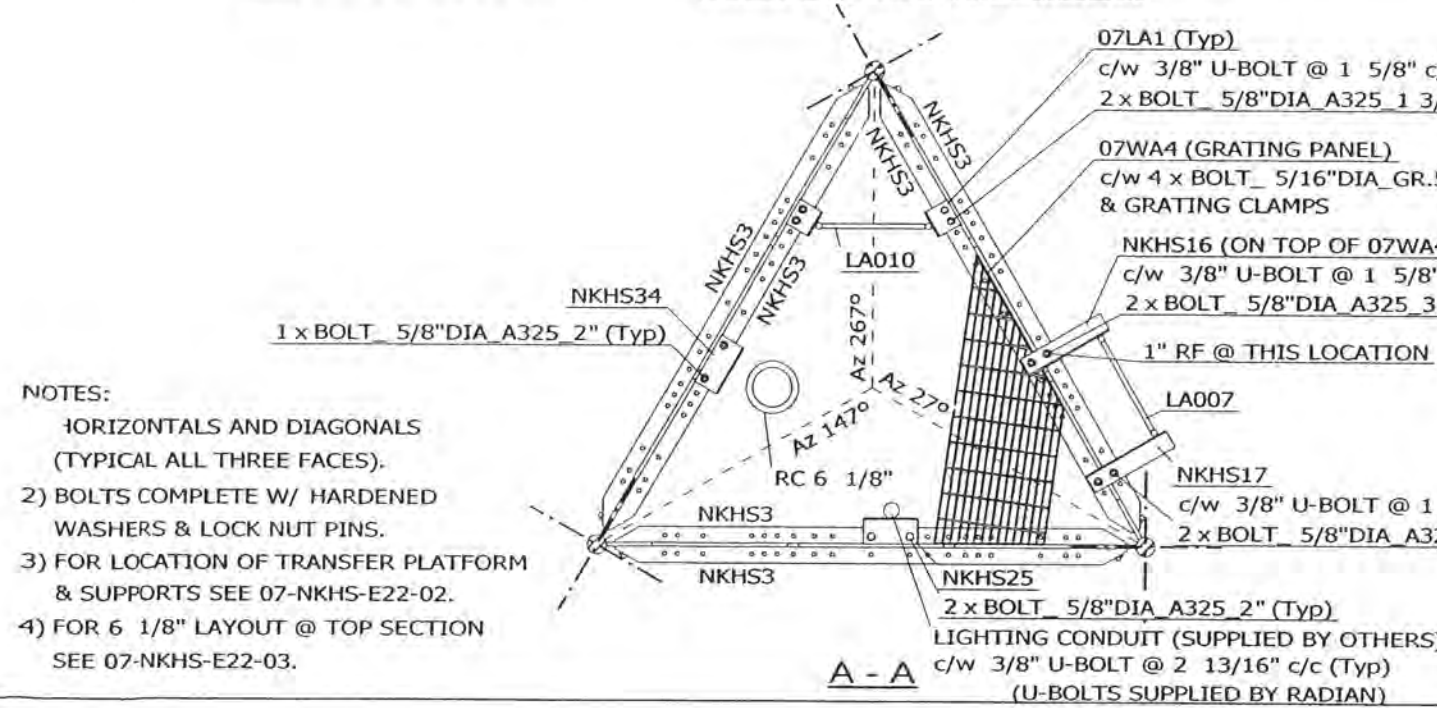 07LA1 (Typ)
c/w 3/8" U-BOLT @ 1 5/8" c/
2 x BOLT_ 5/8"DIA_A325_1 3/
07WA4 (GRATING PANEL)
c/w 4 x BOLT_ 5/16"DIA_GR.5
& GRATING CLAMPS
NKHS16 (ON TOP OF 07WA4
c/w 3/8" U-BOLT @ 1 5/8"
2 x BOLT_ 5/8"DIA_A325_3
1" RF @ THIS LOCATION
LA007
NKHS17
c/w 3/8" U-BOLT @ 1
2 x BOLT_ 5/8"DIA_A32
NKHS3
NKHS3
NKHS3
NKHS3
LA010
NKHS34
1 x BOLT_ 5/8"DIA_A325_2" (Typ)
Az 267º
Az 27º
Az 147º
RC 6 1/8"
NKHS3
NKHS3
NKHS25
2 x BOLT_ 5/8"DIA_A325_2" (Typ)
LIGHTING CONDUIT (SUPPLIED BY OTHERS)
c/w 3/8" U-BOLT @ 2 13/16" c/c (Typ)
(U-BOLTS SUPPLIED BY RADIAN)
A - A
NOTES:
HORIZONTALS AND DIAGONALS
(TYPICAL ALL THREE FACES).
2) BOLTS COMPLETE W/ HARDENED
WASHERS & LOCK NUT PINS.
3) FOR LOCATION OF TRANSFER PLATFORM
& SUPPORTS SEE 07-NKHS-E22-02.
4) FOR 6 1/8" LAYOUT @ TOP SECTION
SEE 07-NKHS-E22-03.